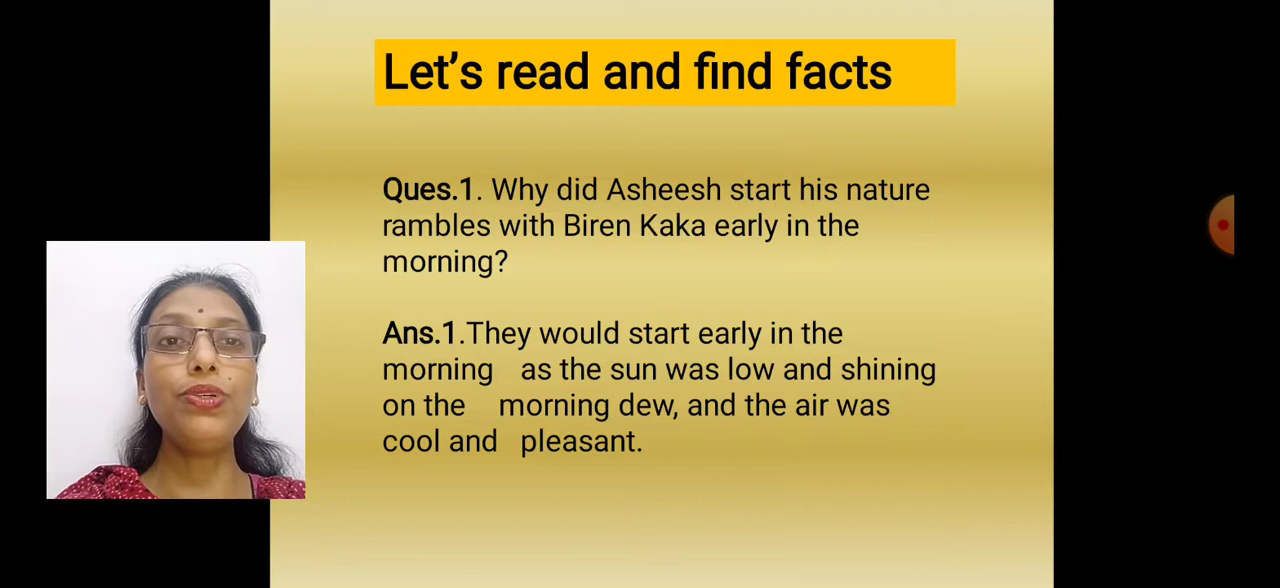 Let's read and find facts
Ques.1. Why did Asheesh start his nature
rambles with Biren Kaka early in the
morning?
Ans.1.They would start early in the
morning as the sun was low and shining
on the morning dew, and the air was
cool and pleasant.